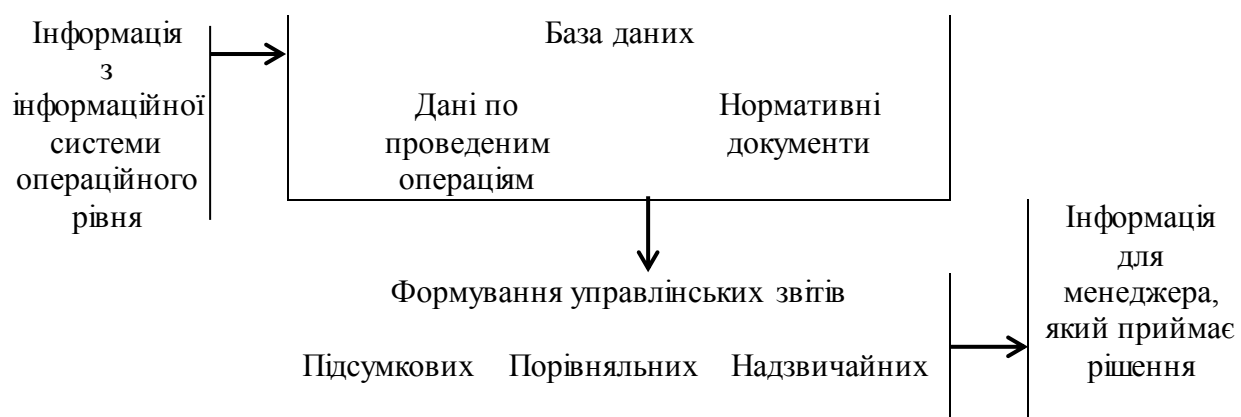 Інформація
з
інформаційної
системи
операційного
рівня
База даних
Дані по
проведеним
операціям
Нормативні
документи
Формування управлінських звітів
Підсумкових Порівняльних Надзвичайних
Інформація
для
менеджера,
який приймає
рішення